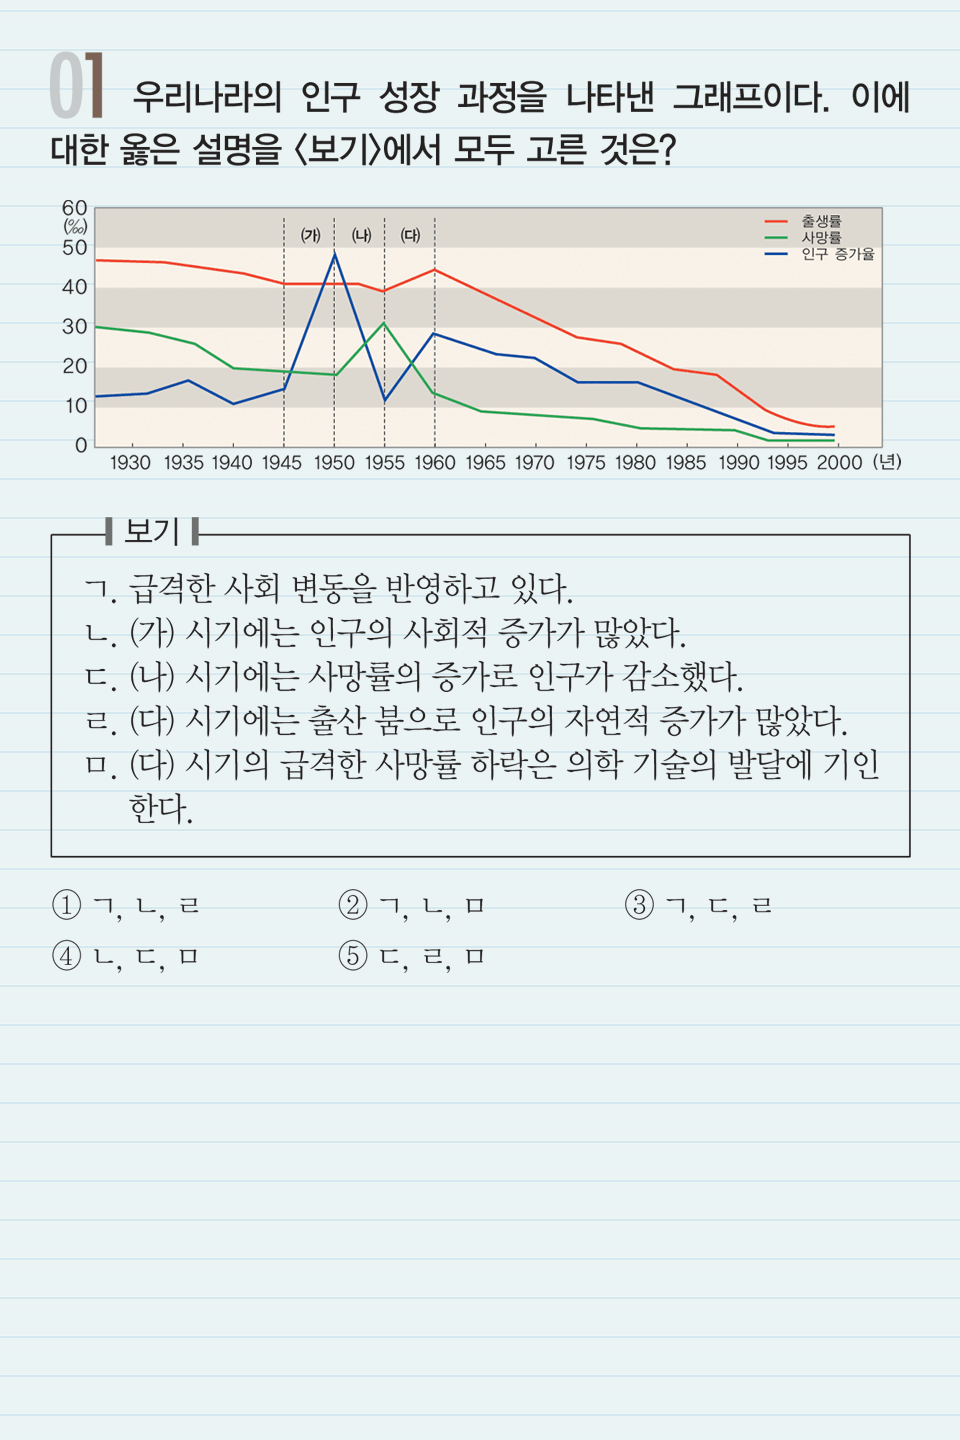 01 우리나라의 인구 성장 과정을 나타낸 그래프이다. 이에
대한 옳은 설명을 <보기>에서 모두 고른 것은?
60
(‰)
50
40
30
20
10
0
(가) (나) (다)
출생률
사망률
인구 증가율
1930 1935 1940 1945 1950 1955 1960 1965 1970 1975 1980 1985 1990 1995 2000 (년)
보기
ㄱ. 급격한 사회 변동을 반영하고 있다.
ㄴ. (가) 시기에는 인구의 사회적 증가가 많았다.
ㄷ. (나) 시기에는 사망률의 증가로 인구가 감소했다.
ㄹ. (다) 시기에는 출산 붐으로 인구의 자연적 증가가 많았다.
ㅁ. (다) 시기의 급격한 사망률 하락은 의학 기술의 발달에 기인
한다.
① ㄱ, ㄴ, ㄹ ② ㄱ, ㄴ, ㅁ ③ ㄱ, ㄷ, ㄹ
④ ㄴ, ㄷ, ㅁ ⑤ ㄷ, ㄹ, ㅁ